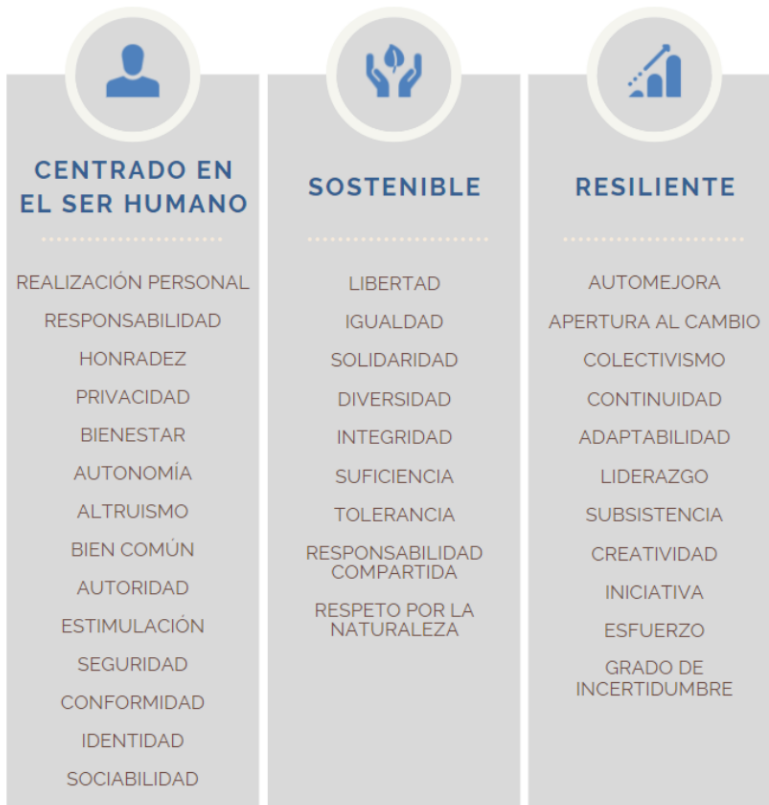 CENTRADO EN
EL SER HUMANO
REALIZACIÓN PERSONAL
RESPONSABILIDAD
HONRADEZ
PRIVACIDAD
BIENESTAR
AUTONOMÍA
ALTRUISMO
BIEN COMÚN
AUTORIDAD
ESTIMULACIÓN
SEGURIDAD
CONFORMIDAD
IDENTIDAD
SOCIABILIDAD
SOSTENIBLE
LIBERTAD
IGUALDAD
SOLIDARIDAD
DIVERSIDAD
INTEGRIDAD
SUFICIENCIA
TOLERANCIA
RESPONSABILIDAD
COMPARTIDA
RESPETO POR LA
NATURALEZA
RESILIENTE
AUTOMEJORA
APERTURA AL CAMBIO
COLECTIVISMO
CONTINUIDAD
ADAPTABILIDAD
LIDERAZGO
SUBSISTENCIA
CREATIVIDAD
INICIATIVA
ESFUERZO
GRADO DE
INCERTIDUMBRE